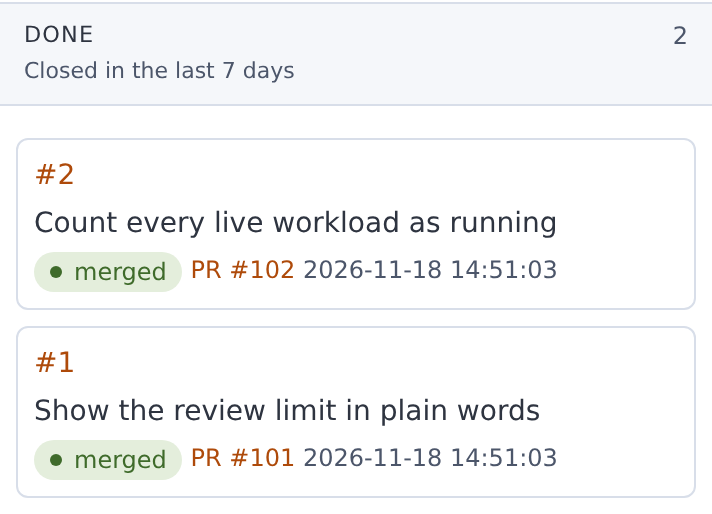 DONE 2
Closed in the last 7 days
#2
Count every live workload as running
merged PR #102 2026-11-18 14:51:03
#1
Show the review limit in plain words
merged PR #101 2026-11-18 14:51:03